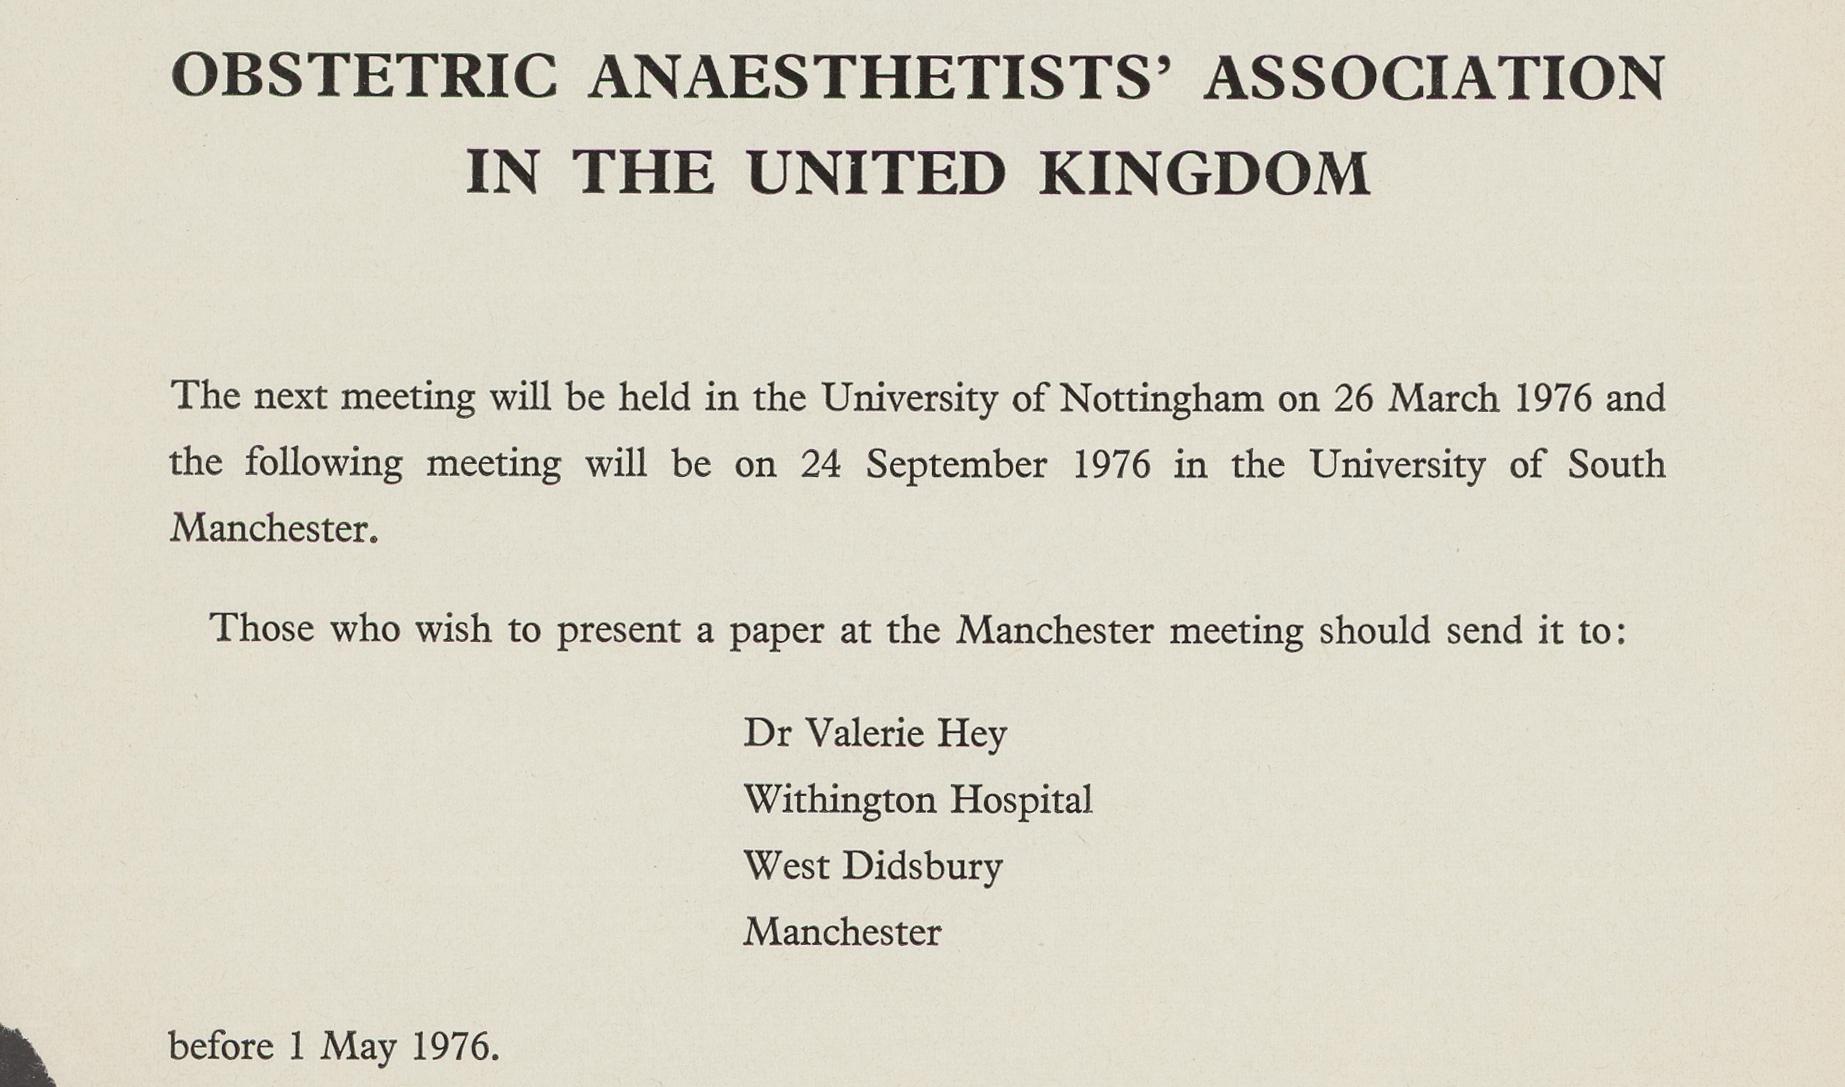 OBSTETRIC ANAESTHETISTS' ASSOCIATION
IN THE UNITED KINGDOM
The next meeting will be held in the University of Nottingham on 26 March 1976 and
the following meeting will be on 24 September 1976 in the University of South
Manchester.
Those who wish to present a paper at the Manchester meeting should send it to:
Dr Valerie Hey
Withington Hospital
West Didsbury
Manchester
before 1 May 1976.